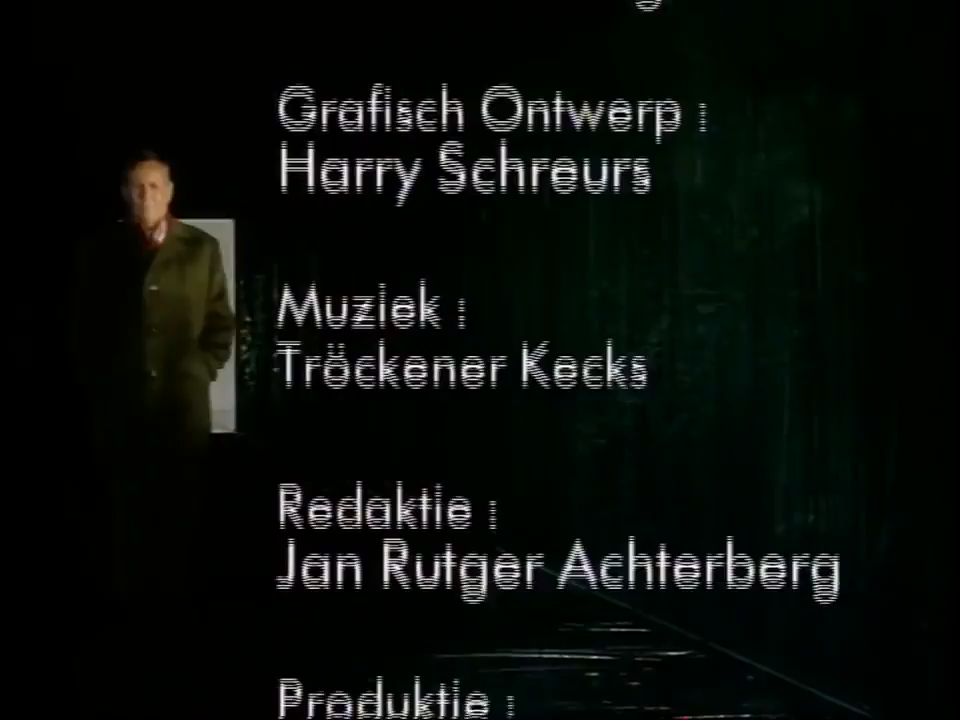 Grafisch Ontwerp :
Harry Schreurs
Muziek :
Tröckener Kecks
Redaktie :
Jan Rutger Achterberg
Produktie :